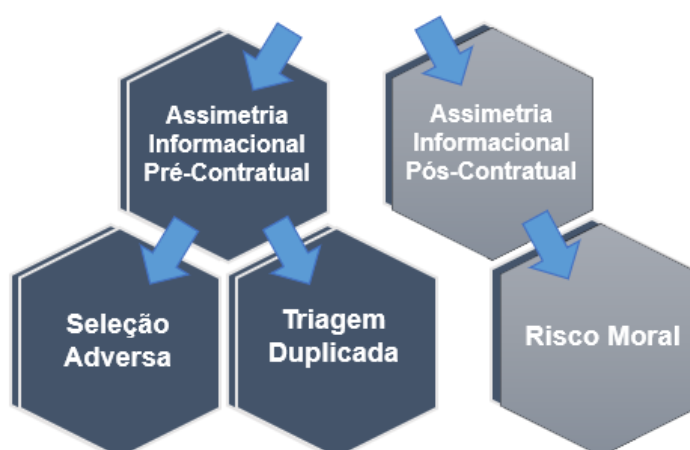 Assimetria
Informacional
Pré-Contratual
Assimetria
Informacional
Pós-Contratual
Seleção
Adversa
Triagem
Duplicada
Risco Moral